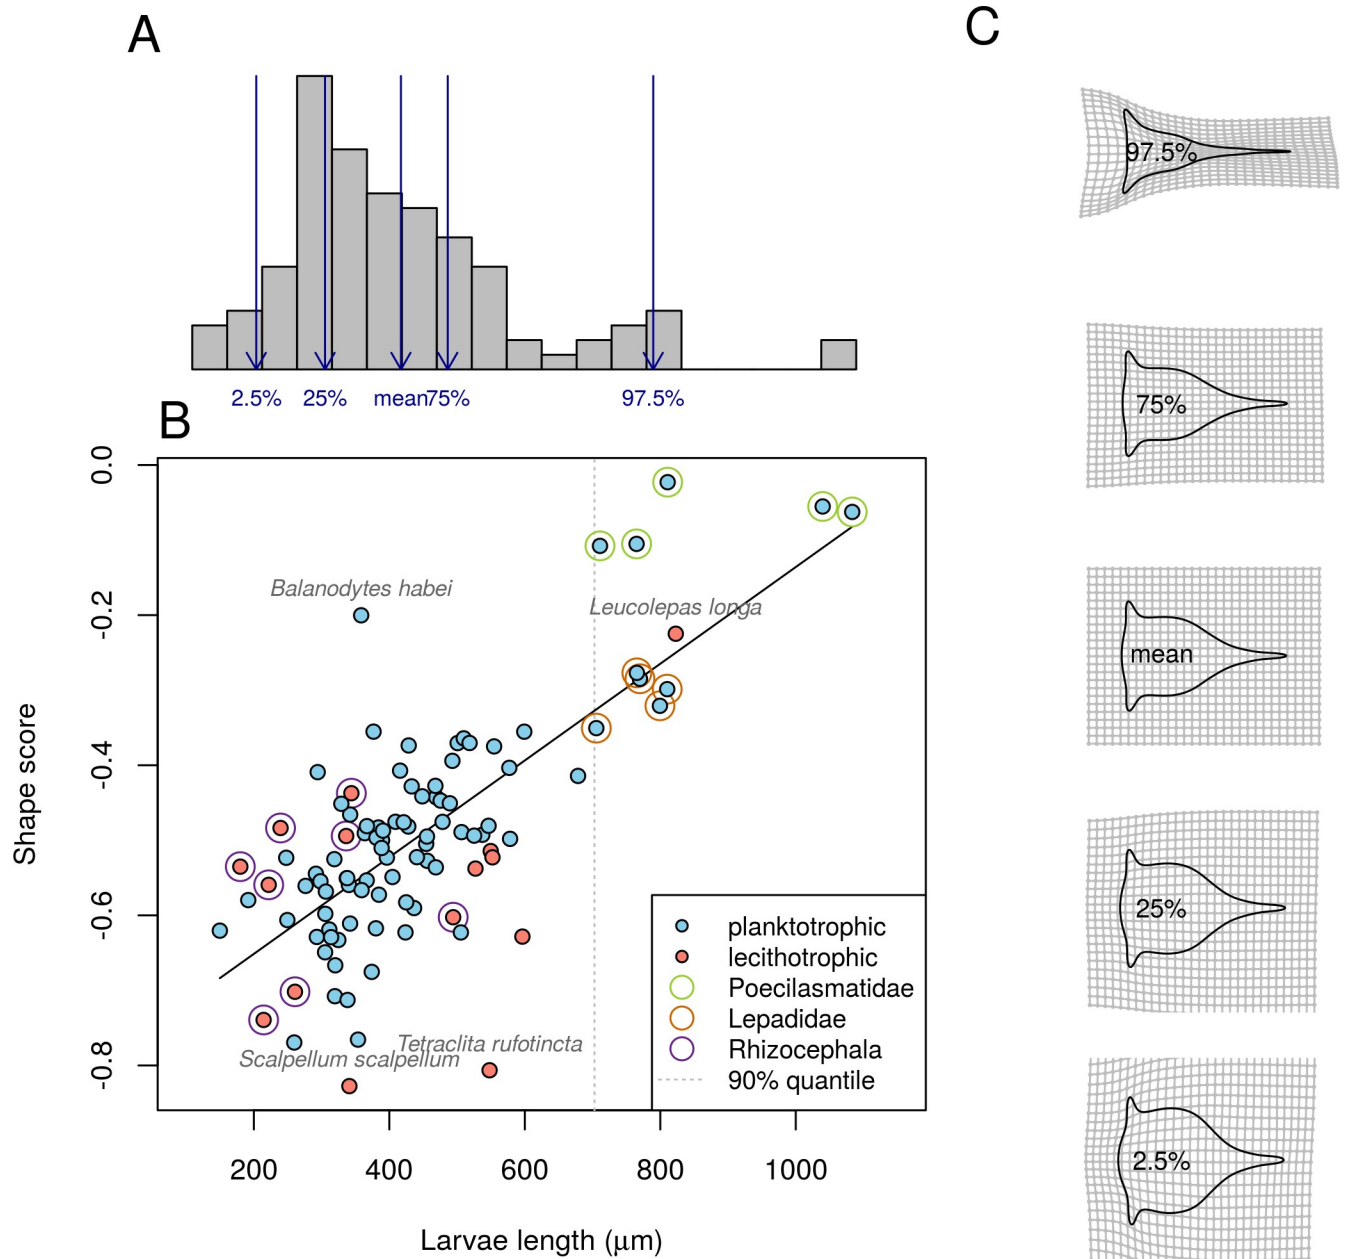 A
2.5% 25% mean 75% 97.5%
B
0.0
-0.2
-0.4
-0.6
-0.8
Shape score
Balanodytes habei
Leucolepas longa
Tetraclita rufotincta
Scalpellum scalpellum
planktotrophic
lecithotrophic
Poecilasmatidae
Lepadidae
Rhizocephala
90% quantile
200 400 600 800 1000
Larvae length (μm)
C
97.5%
75%
mean
25%
2.5%